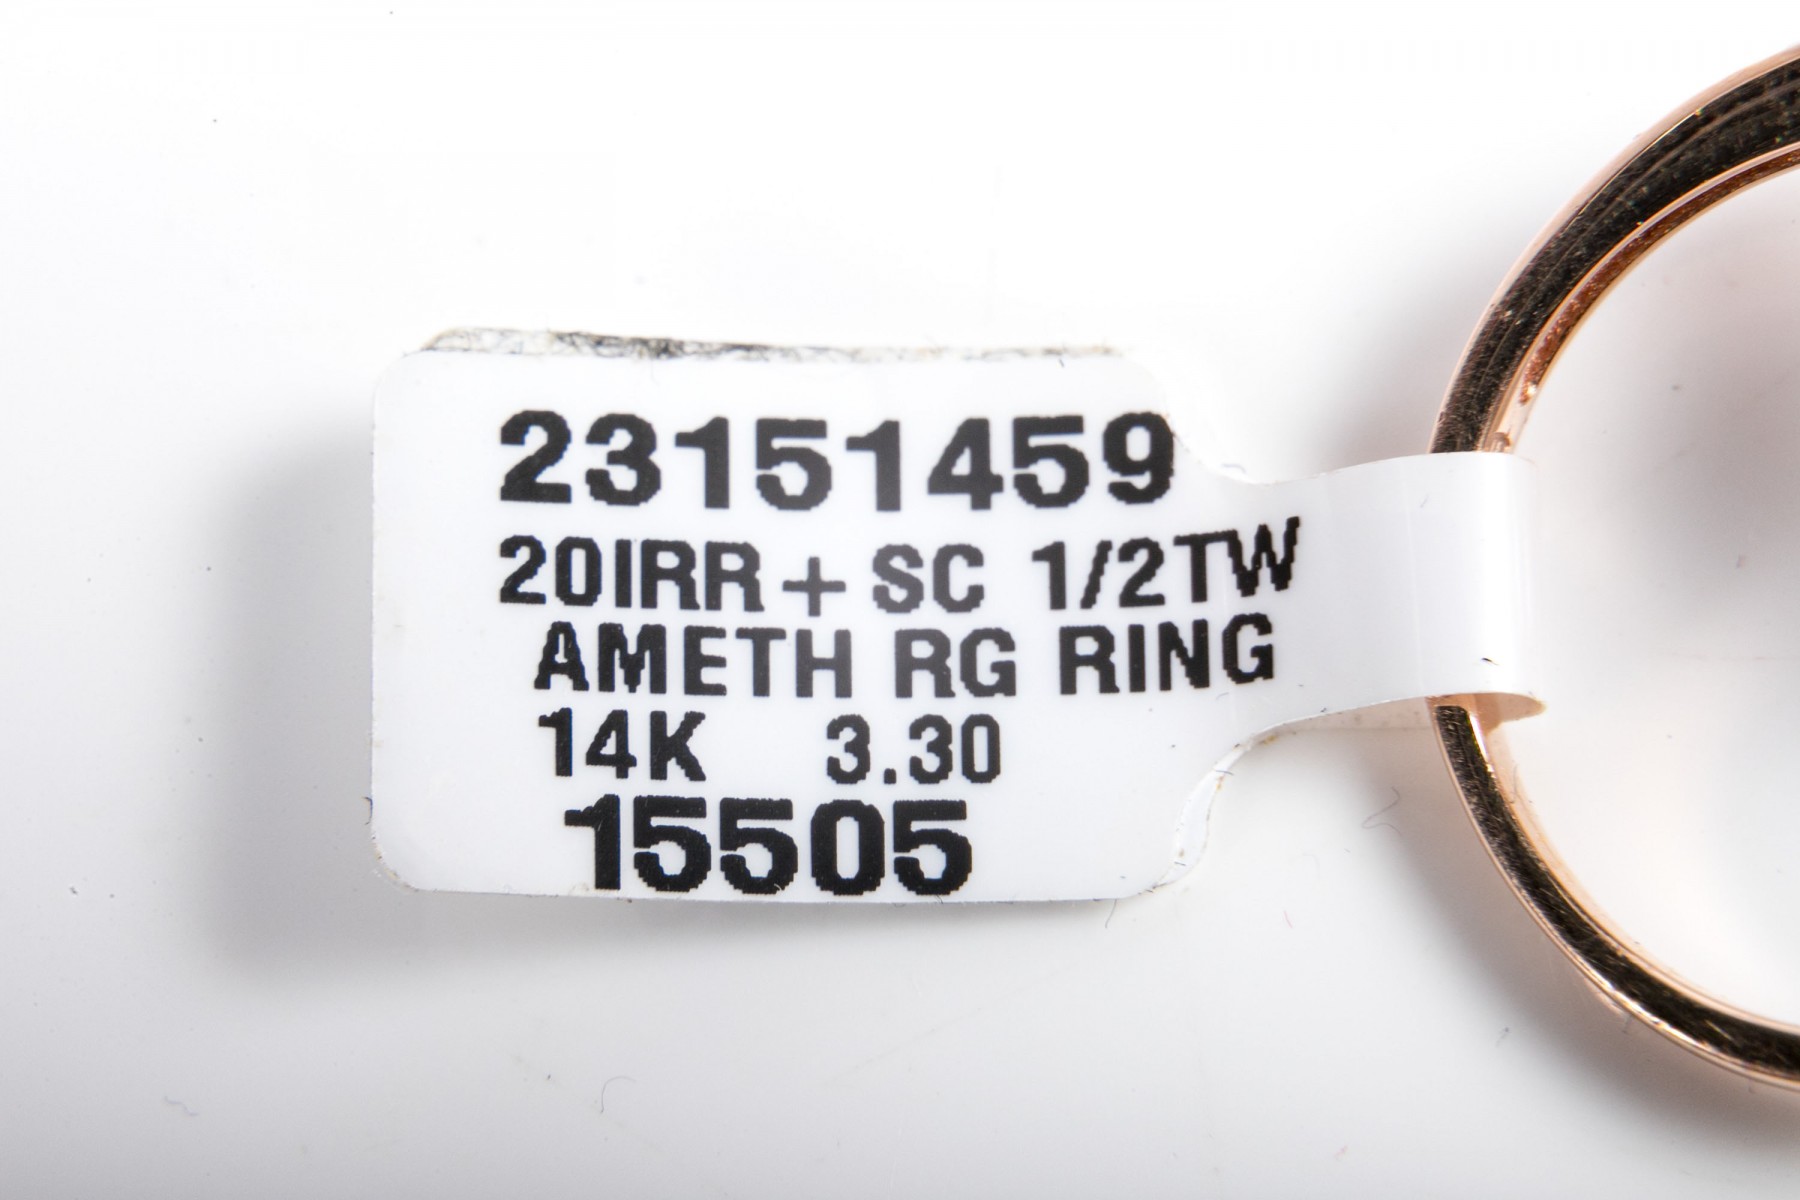 23151459
20IRR+SC 1/2TW
AMETH RG RING
14K 3.30
15505